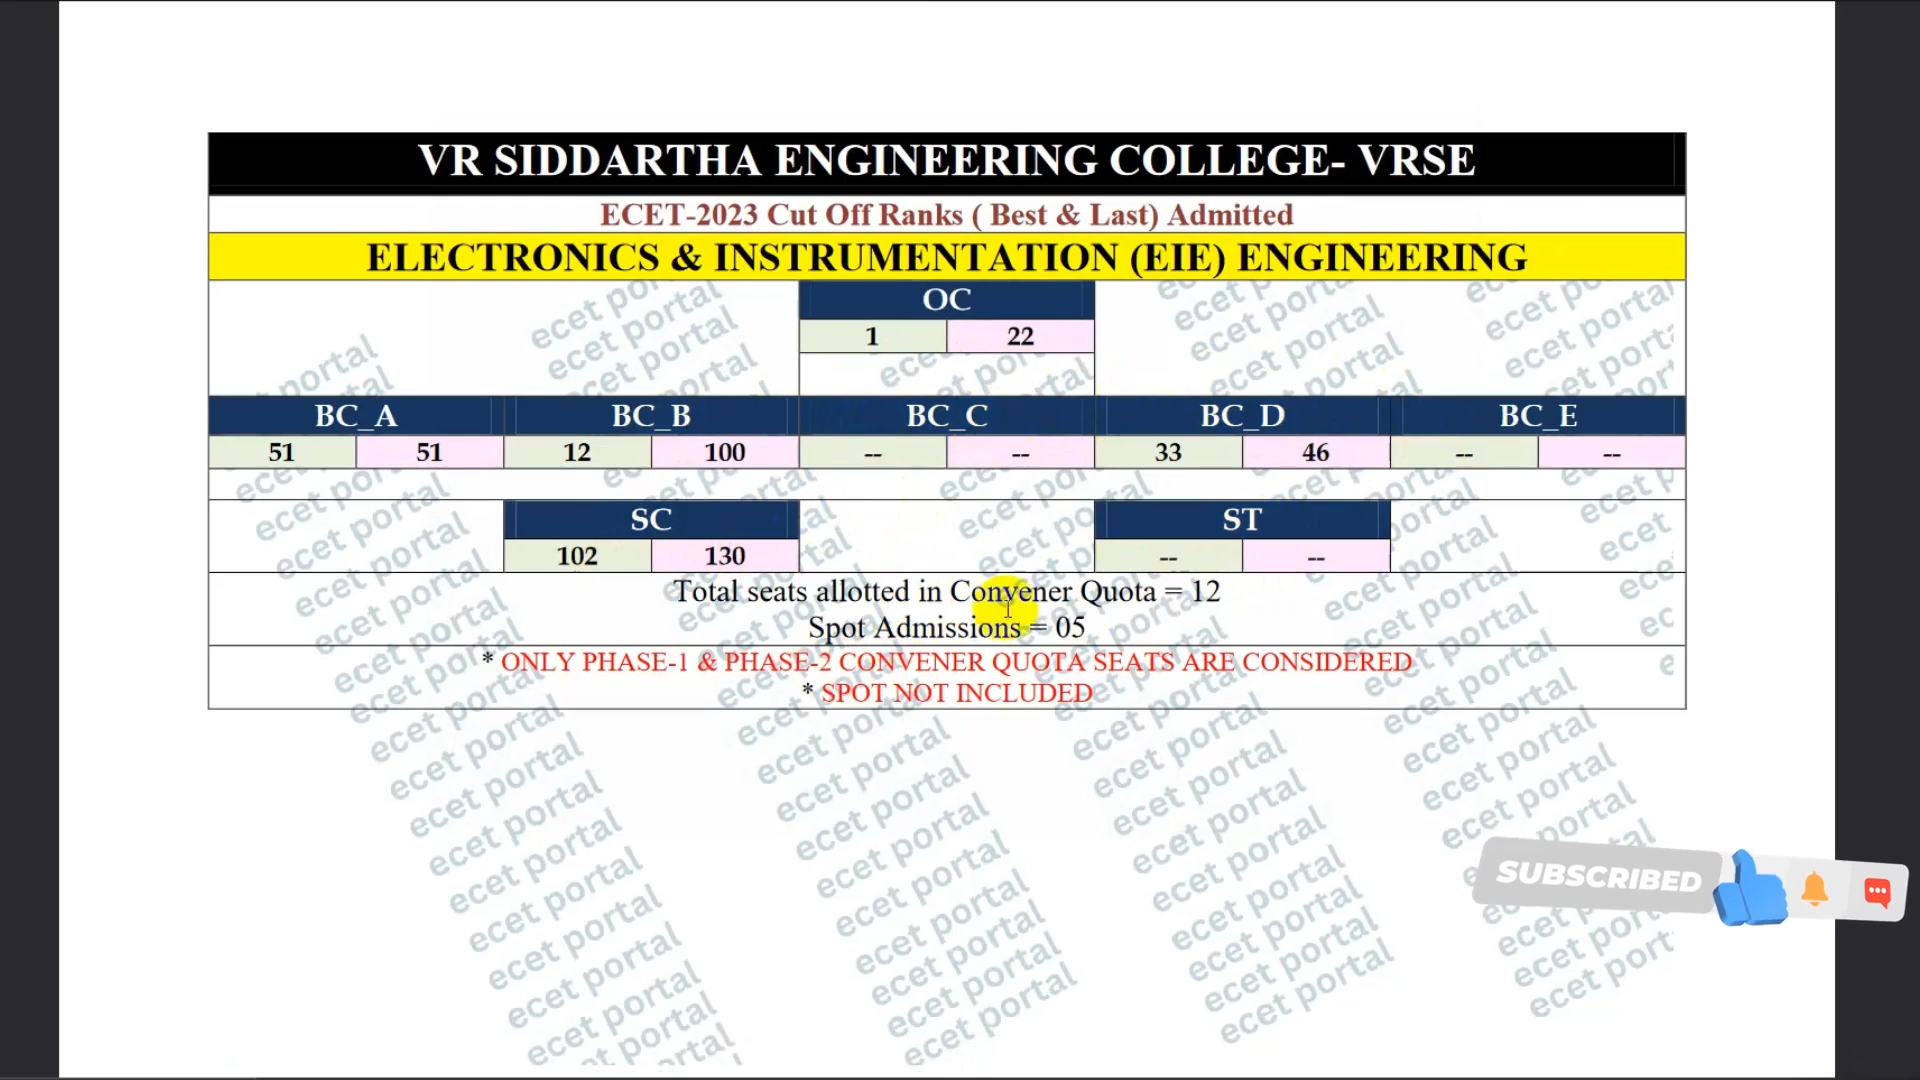 VR SIDDARTHA ENGINEERING COLLEGE- VRSE
ECET-2023 Cut Off Ranks ( Best & Last) Admitted
ELECTRONICS & INSTRUMENTATION (EIE) ENGINEERING
OC
1 22
BC_A BC_B BC_C BC_D BC_E
51 51 12 100 -- -- 33 46 -- --
SC ST
102 130 -- --
Total seats allotted in Convener Quota = 12
Spot Admissions = 05
* ONLY PHASE-1 & PHASE-2 CONVENER QUOTA SEATS ARE CONSIDERED
* SPOT NOT INCLUDED
ecet portal
SUBSCRIBED